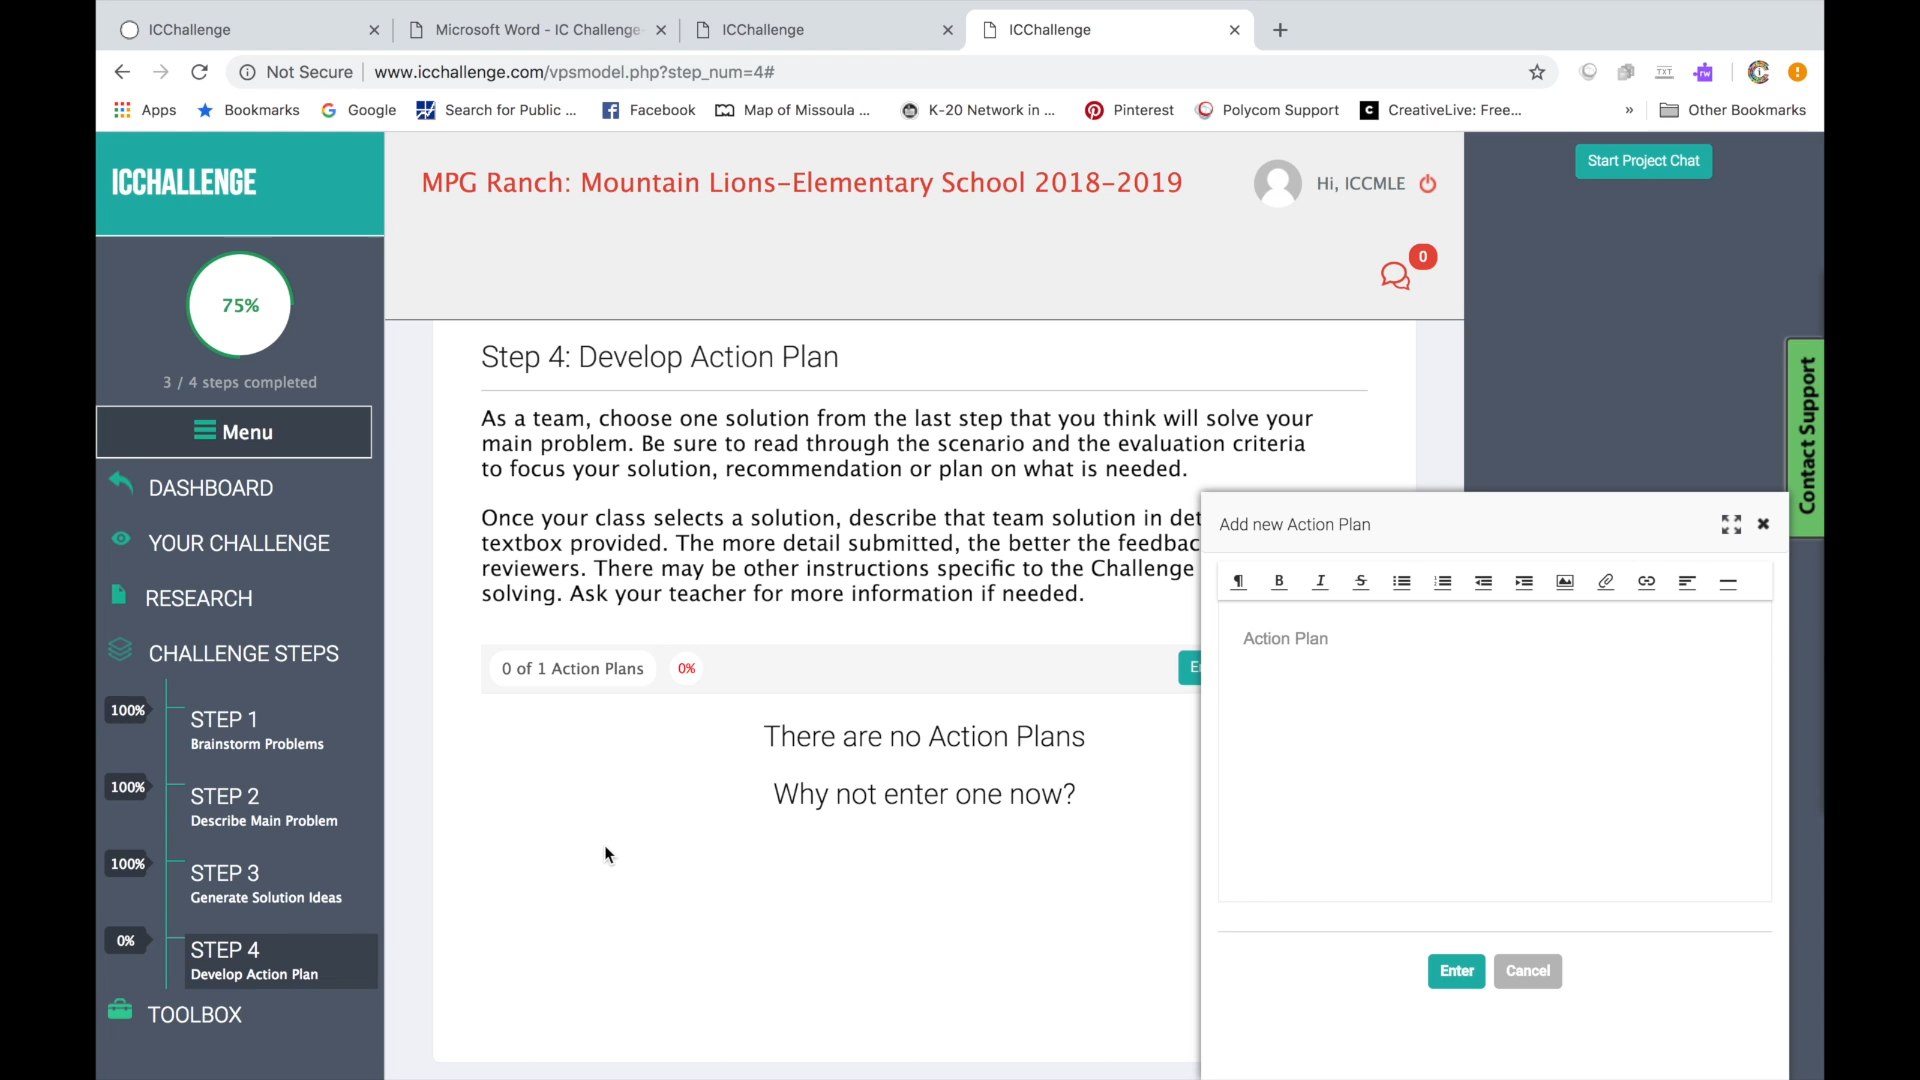 ICChallenge
Microsoft Word - IC Challenge-
ICChallenge
ICChallenge
Not Secure
www.icchallenge.com/vpsmodel.php?step_num=4#
TXT
rw
Apps
Bookmarks
Google
Search for Public ...
Facebook
Map of Missoula ...
K-20 Network in ...
Pinterest
Polycom Support
CreativeLive: Free...
»
Other Bookmarks
ICCHALLENGE
MPG Ranch: Mountain Lions-Elementary School 2018-2019
Hi, ICCMLE
Start Project Chat
0
75%
3 / 4 steps completed
Menu
DASHBOARD
YOUR CHALLENGE
RESEARCH
CHALLENGE STEPS
100%
STEP 1
Brainstorm Problems
100%
STEP 2
Describe Main Problem
100%
STEP 3
Generate Solution Ideas
0%
STEP 4
Develop Action Plan
TOOLBOX
Step 4: Develop Action Plan
As a team, choose one solution from the last step that you think will solve your
main problem. Be sure to read through the scenario and the evaluation criteria
to focus your solution, recommendation or plan on what is needed.
Once your class selects a solution, describe that team solution in det
textbox provided. The more detail submitted, the better the feedbac
reviewers. There may be other instructions specific to the Challenge
solving. Ask your teacher for more information if needed.
0 of 1 Action Plans
0%
E
There are no Action Plans
Why not enter one now?
Contact Support
Add new Action Plan
Action Plan
Enter
Cancel